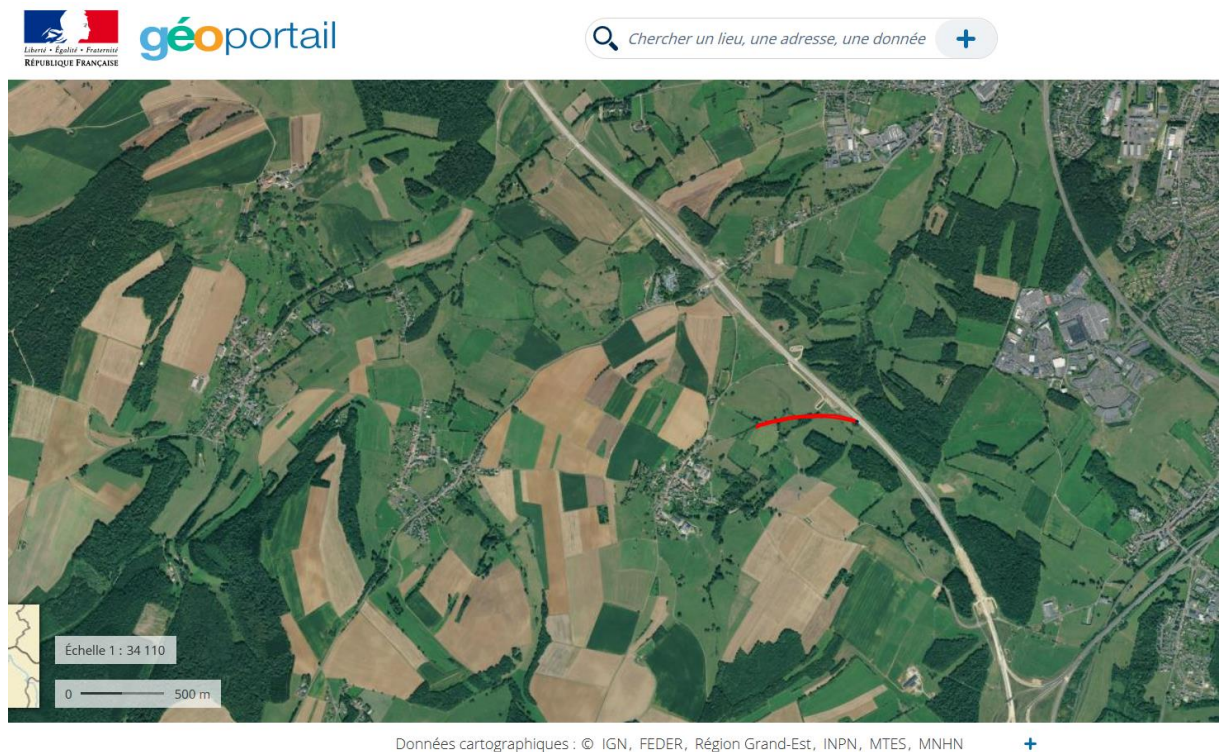 Liberté • Égalité • Fraternité
RÉPUBLIQUE FRANÇAISE
géoportail
Chercher un lieu, une adresse, une donnée
Échelle 1 : 34 110
0 500 m
Données cartographiques : © IGN, FEDER, Région Grand-Est, INPN, MTES, MNHN